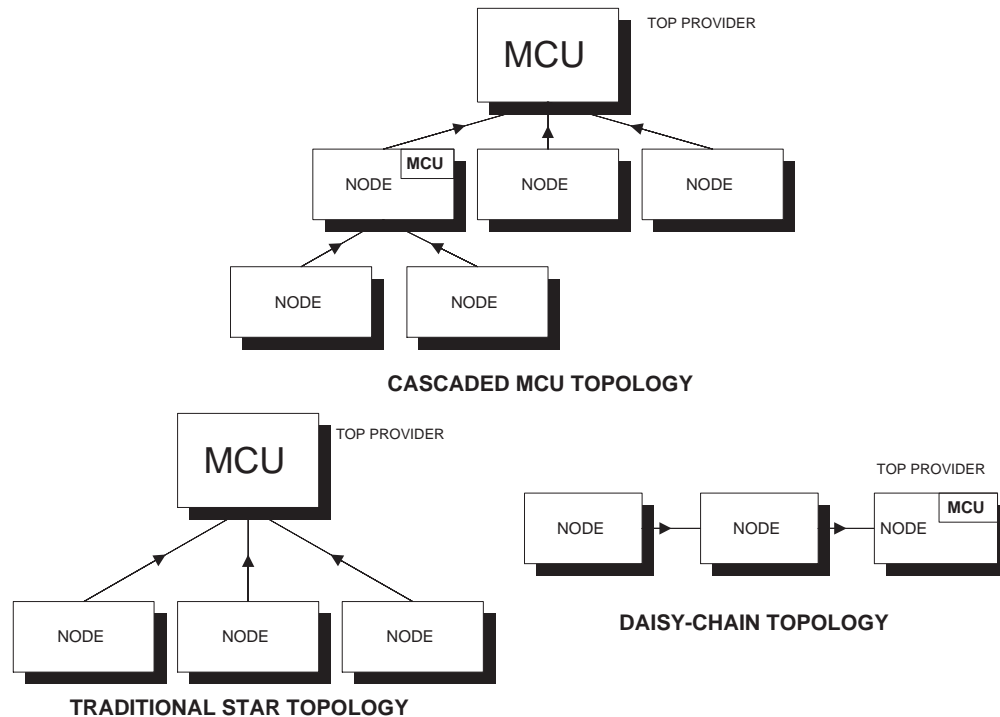 TOP PROVIDER
MCU
MCU
NODE
NODE
NODE
NODE
NODE
CASCADED MCU TOPOLOGY
TOP PROVIDER
MCU
NODE
NODE
NODE
TRADITIONAL STAR TOPOLOGY
TOP PROVIDER
MCU
NODE
NODE
NODE
DAISY-CHAIN TOPOLOGY